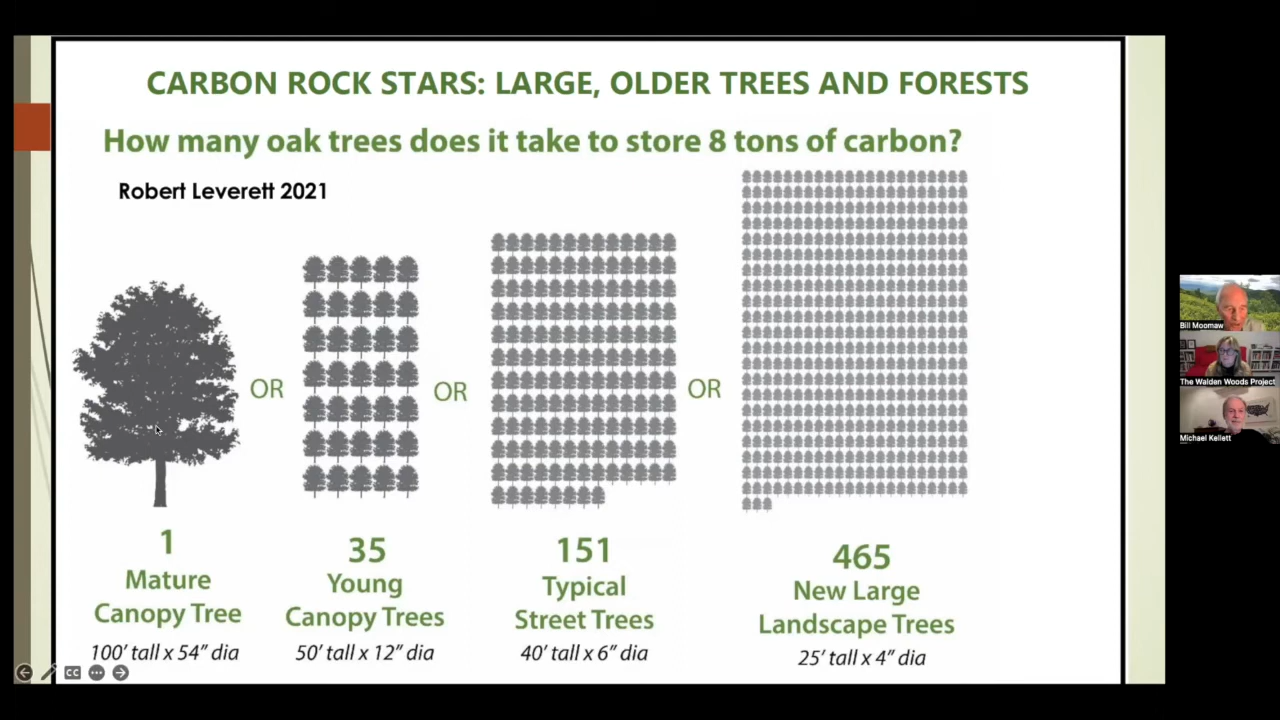 CARBON ROCK STARS: LARGE, OLDER TREES AND FORESTS
How many oak trees does it take to store 8 tons of carbon?
Robert Leverett 2021
OR
OR
OR
1
Mature
Canopy Tree
100' tall x 54" dia
35
Young
Canopy Trees
50' tall x 12" dia
151
Typical
Street Trees
40' tall x 6" dia
465
New Large
Landscape Trees
25' tall x 4" dia
CC
Bill Moomaw
The Walden Woods Project
Michael Kellett